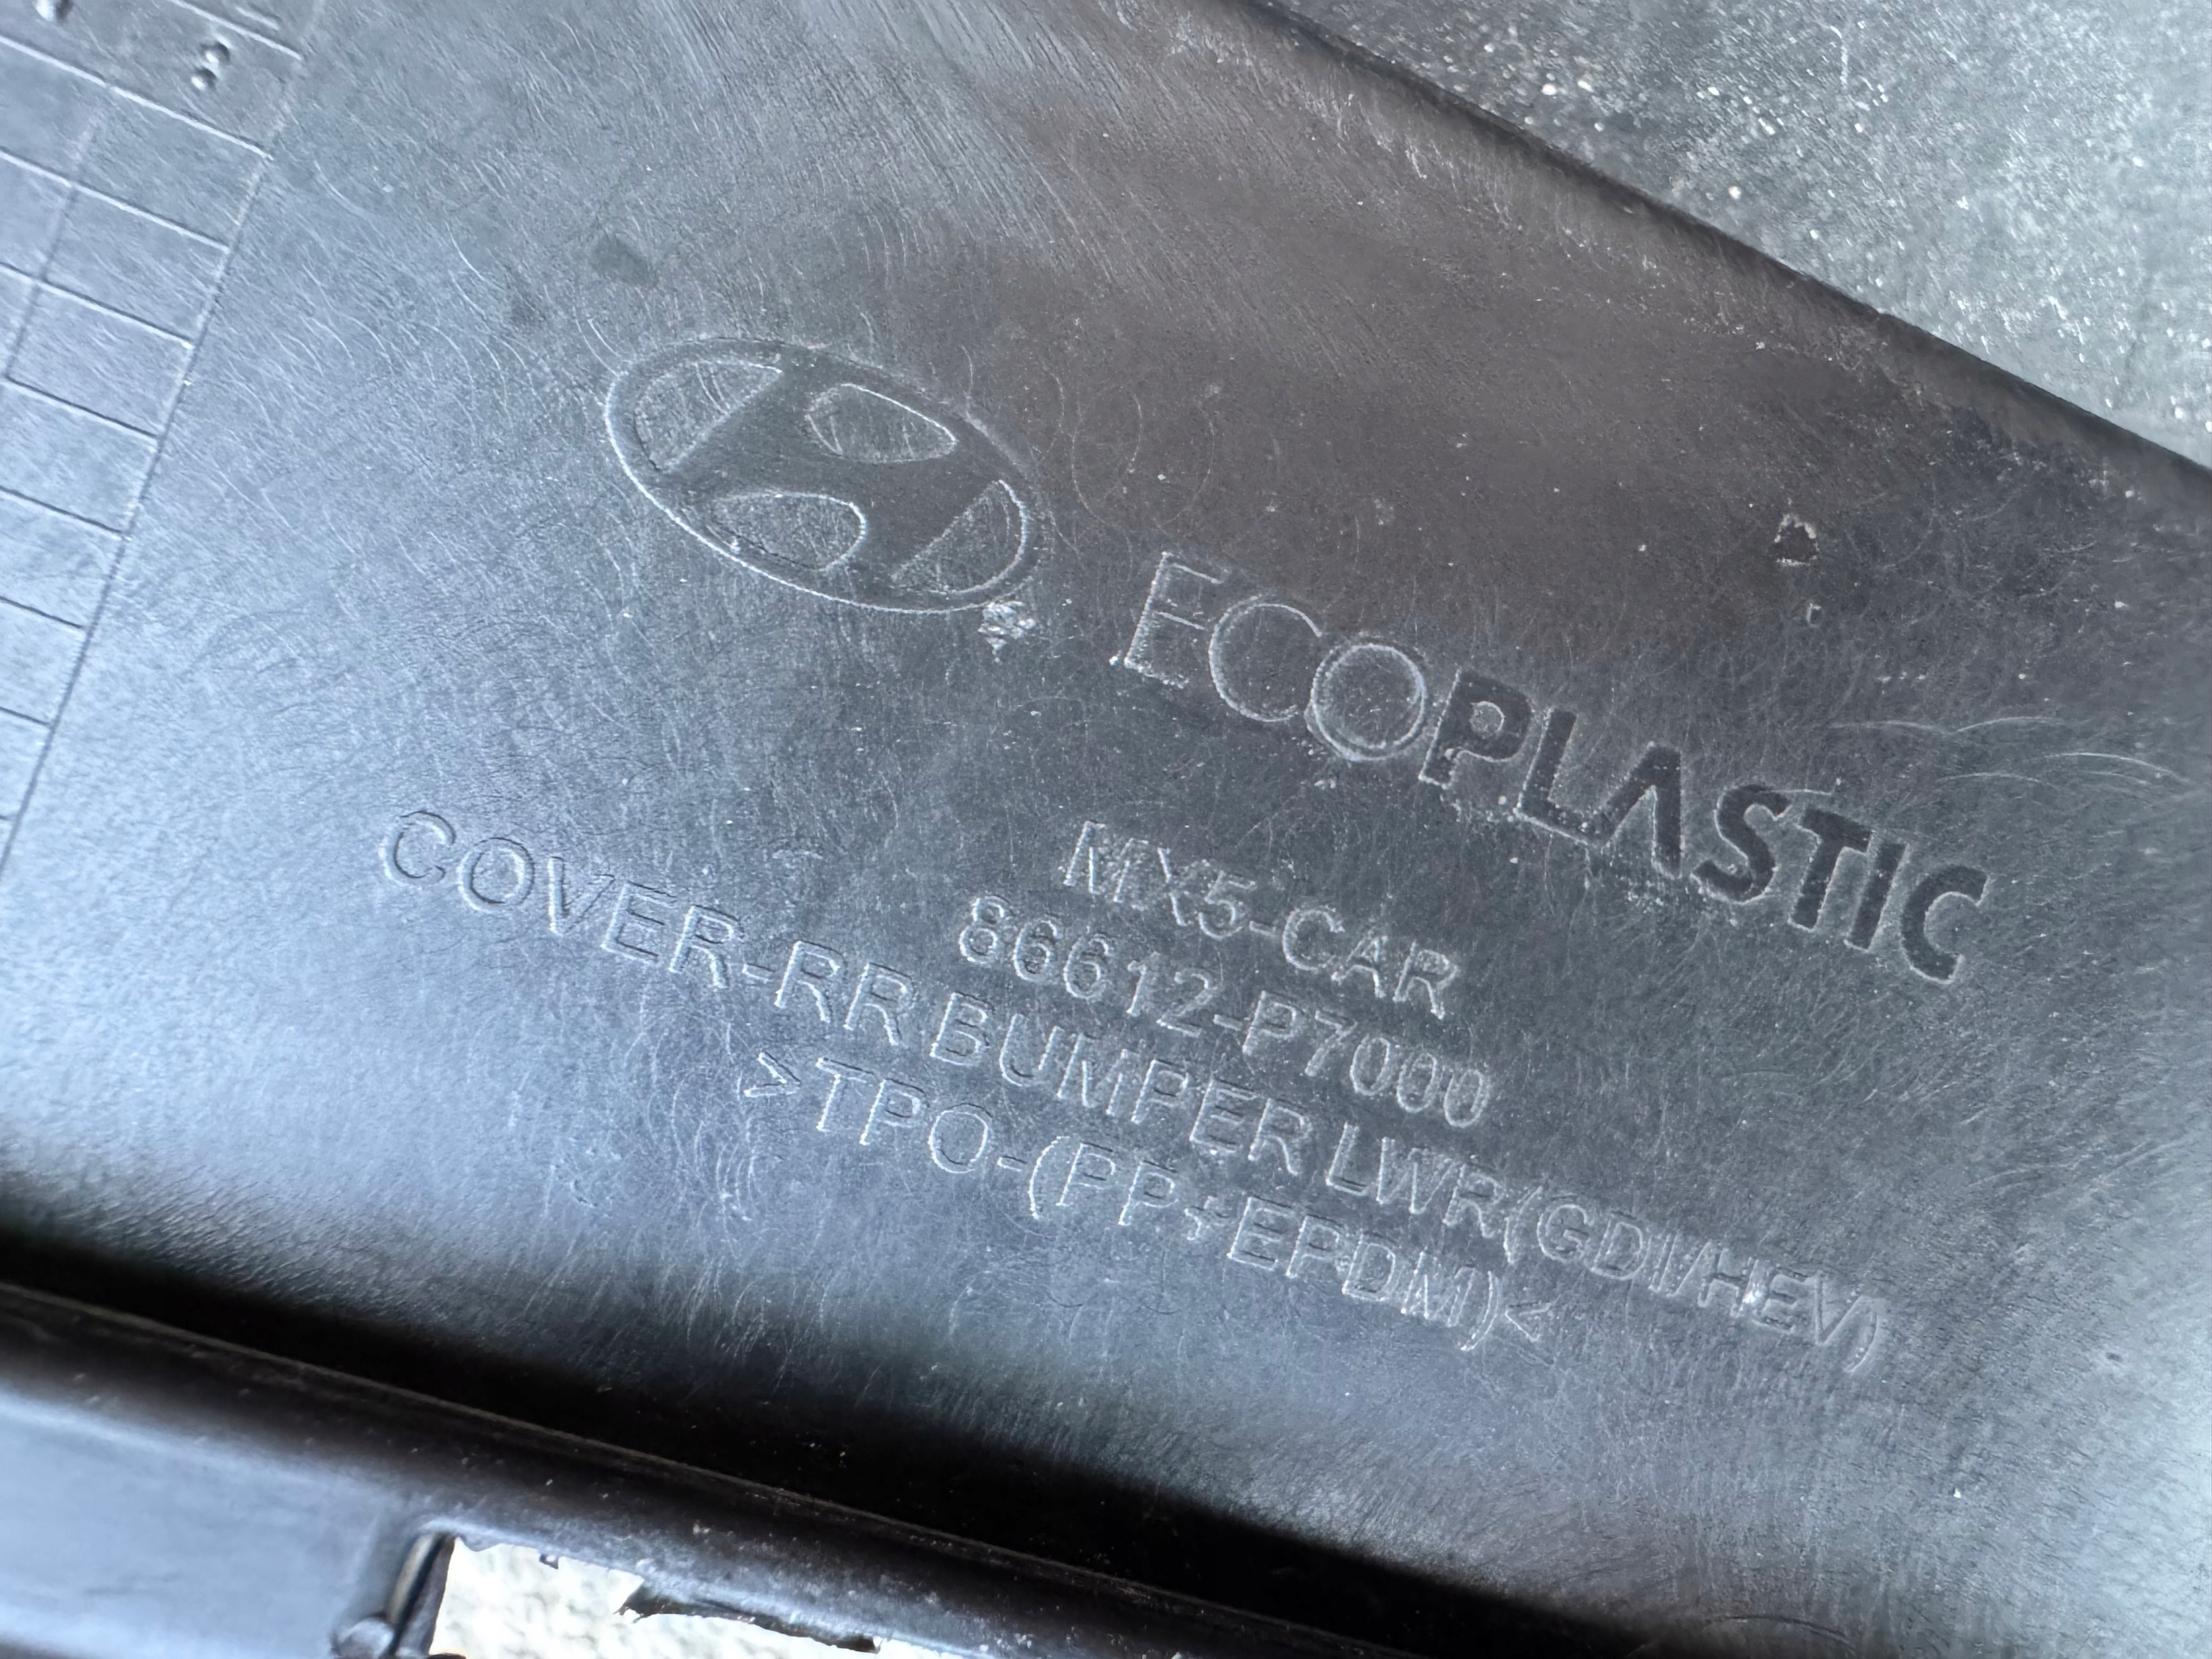 ECOPLASTIC
MX5-CAR
86612-P7000
COVER-RR BUMPER LWR(GDI/HEV)
>TPO-(PP+EPDM)<